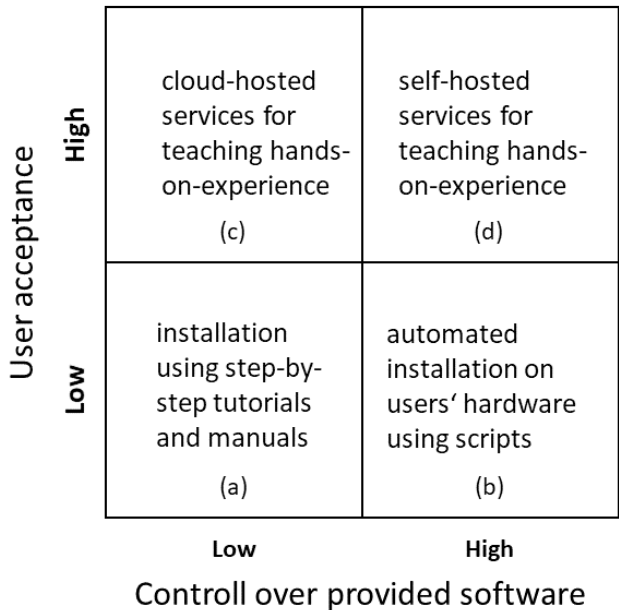 User acceptance
High
Low
cloud-hosted
services for
teaching hands-
on-experience
(c)
self-hosted
services for
teaching hands-
on-experience
(d)
installation
using step-by-
step tutorials
and manuals
(a)
automated
installation on
users‘ hardware
using scripts
(b)
Low
High
Controll over provided software